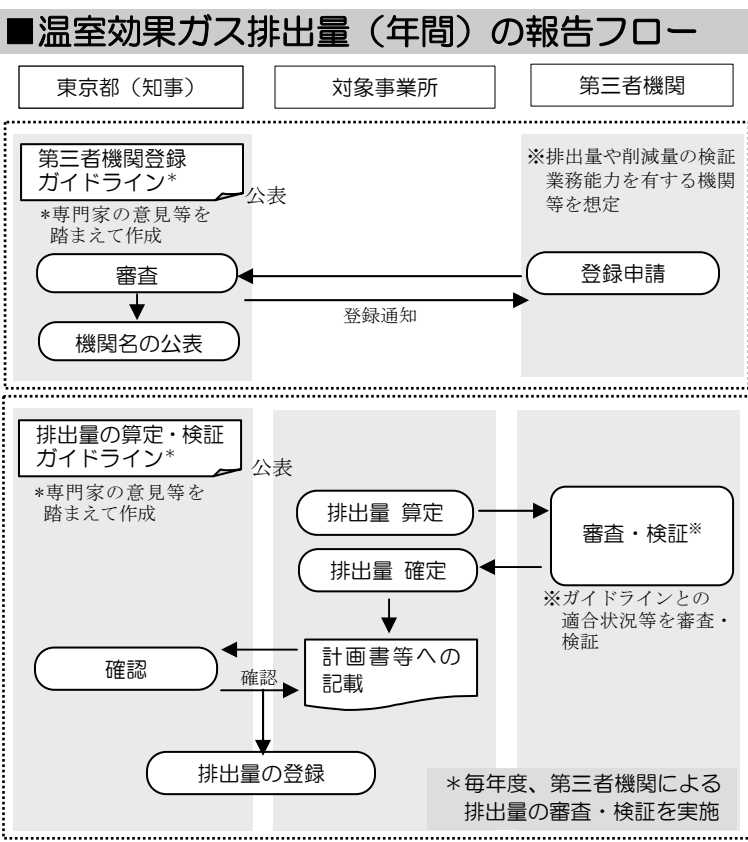 ■温室効果ガス排出量（年間）の報告フロー
東京都（知事）
対象事業所
第三者機関
第三者機関登録
ガイドライン*
公表
*専門家の意見等を
踏まえて作成
※排出量や削減量の検証
業務能力を有する機関
等を想定
審査
登録申請
登録通知
機関名の公表
排出量の算定・検証
ガイドライン*
公表
*専門家の意見等を
踏まえて作成
排出量 算定
審査・検証※
排出量 確定
※ガイドラインとの
適合状況等を審査・
検証
計画書等への
記載
確認
確認
排出量の登録
＊毎年度、第三者機関による
排出量の審査・検証を実施